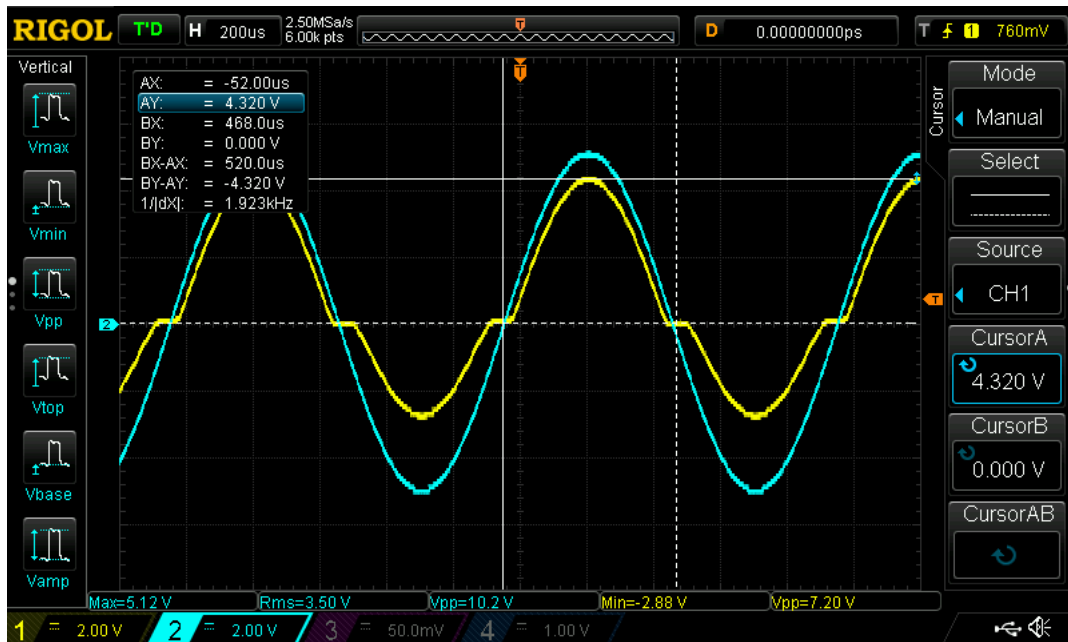 RIGOL T'D H 200us 2.50MSa/s
6.00k pts
T
D 0.00000000ps T 1 760mV
Vertical
Vmax
Vmin
Vpp
Vtop
Vbase
Vamp
AX: = -52.00us
AY: = 4.320 V
BX: = 468.0us
BY: = 0.000 V
BX-AX: = 520.0us
BY-AY: = -4.320 V
1/|dX|: = 1.923kHz
T
2
T
Cursor
Mode
Manual
Select
Source
CH1
CursorA
4.320 V
CursorB
0.000 V
CursorAB
Max=5.12 V Rms=3.50 V Vpp=10.2 V Min=-2.88 V Vpp=7.20 V
1 = 2.00 V 2 = 2.00 V 3 = 50.0mV 4 = 1.00 V